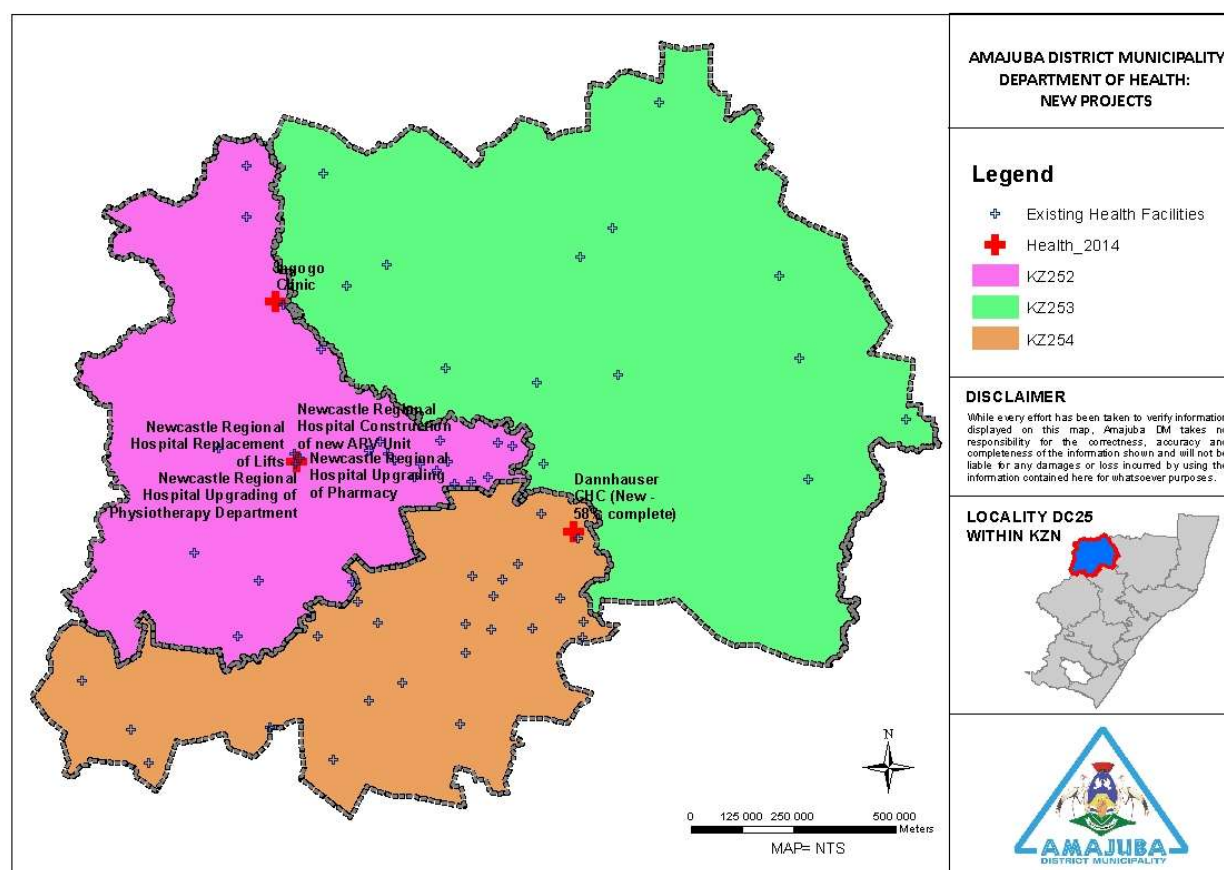 AMAJUBA DISTRICT MUNICIPALITY
DEPARTMENT OF HEALTH:
NEW PROJECTS
Legend
Existing Health Facilities
Health_2014
KZ252
KZ253
KZ254
DISCLAIMER
While every effort has been taken to verify information
displayed on this map, Amajuba DM takes no
responsibility for the correctness, accuracy and
completeness of the information shown and will not be
liable for any damages or loss incurred by using the
information contained here for whatsoever purposes.
LOCALITY DC25
WITHIN KZN
AMAJUBA
DISTRICT MUNICIPALITY
Clinic
Newcastle Regional
Hospital Replacement
of Lifts
Newcastle Regional
Hospital Construction
of new ARV Unit
Newcastle Regional
Hospital Upgrading
of Pharmacy
Newcastle Regional
Hospital Upgrading of
Physiotherapy Department
Dannhauser
CHC (New -
58% complete)
N
0 125 000 250 000 500 000
Meters
MAP= NTS